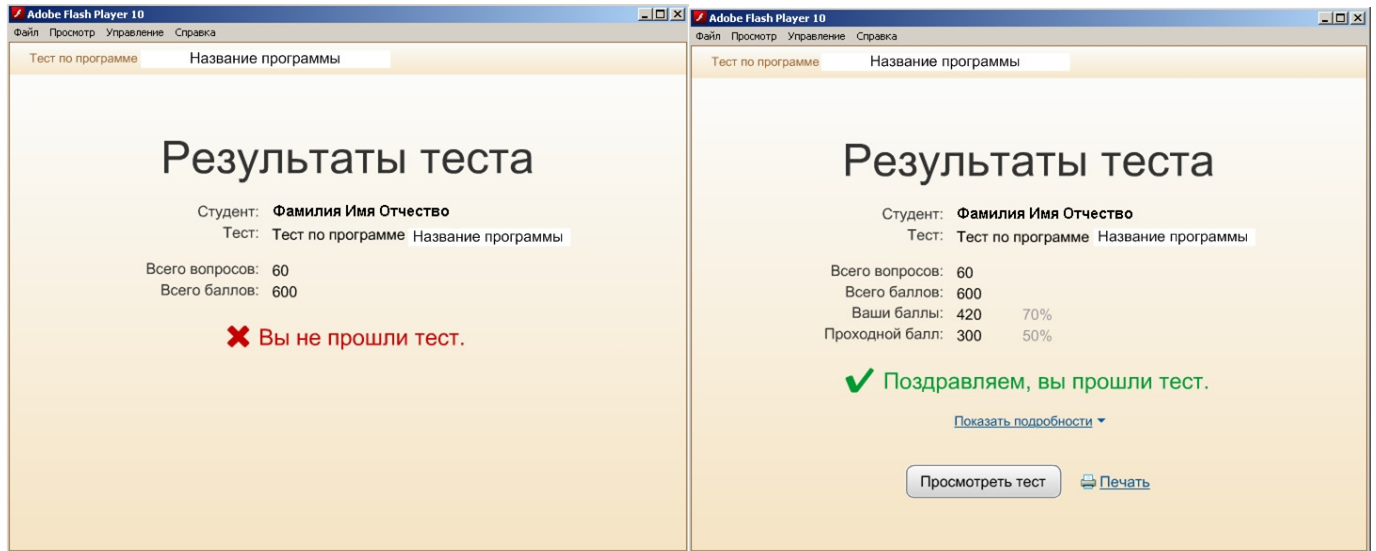 Adobe Flash Player 10
Файл Просмотр Управление Справка
Тест по программе Название программы
Результаты теста
Студент: Фамилия Имя Отчество
Тест: Тест по программе Название программы
Всего вопросов: 60
Всего баллов: 600
Вы не прошли тест.
Adobe Flash Player 10
Файл Просмотр Управление Справка
Тест по программе Название программы
Результаты теста
Студент: Фамилия Имя Отчество
Тест: Тест по программе Название программы
Всего вопросов: 60
Всего баллов: 600
Ваши баллы: 420 70%
Проходной балл: 300 50%
Поздравляем, вы прошли тест.
Показать подробности
Просмотреть тест Печать